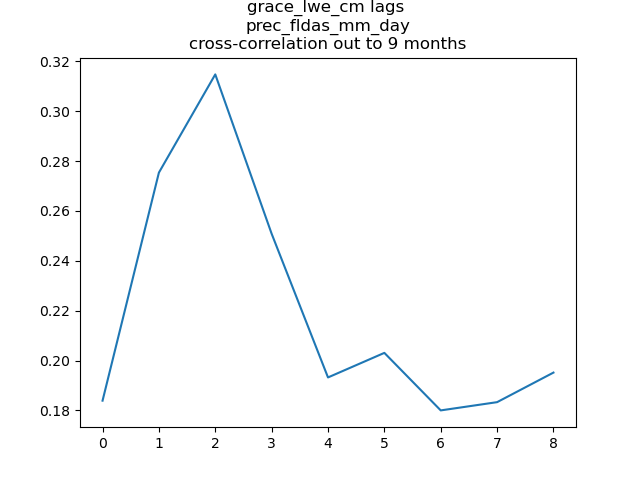 grace_lwe_cm lags
prec_fldas_mm_day
cross-correlation out to 9 months
0.32
0.30
0.28
0.26
0.24
0.22
0.20
0.18
0 1 2 3 4 5 6 7 8